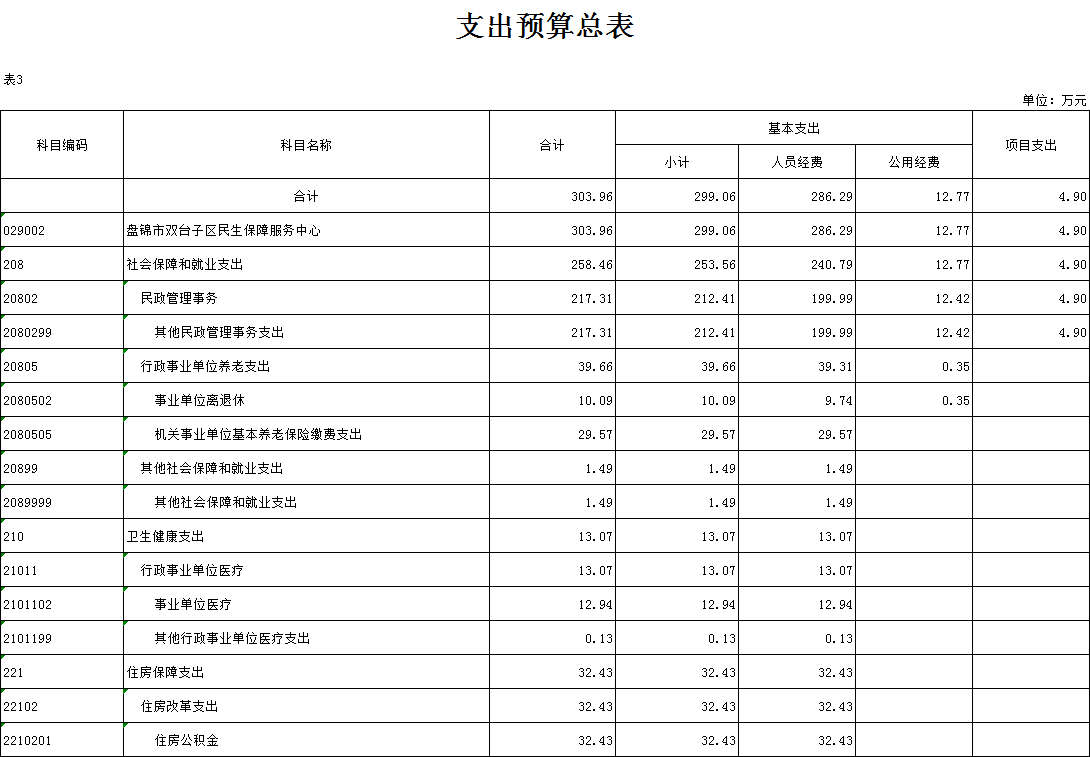 支出预算总表
表3
单位：万元
科目编码 科目名称 合计 基本支出 项目支出
小计 人员经费 公用经费
合计 303.96 299.06 286.29 12.77 4.90
029002 盘锦市双台子区民生保障服务中心 303.96 299.06 286.29 12.77 4.90
208 社会保障和就业支出 258.46 253.56 240.79 12.77 4.90
20802 民政管理事务 217.31 212.41 199.99 12.42 4.90
2080299 其他民政管理事务支出 217.31 212.41 199.99 12.42 4.90
20805 行政事业单位养老支出 39.66 39.66 39.31 0.35
2080502 事业单位离退休 10.09 10.09 9.74 0.35
2080505 机关事业单位基本养老保险缴费支出 29.57 29.57 29.57
20899 其他社会保障和就业支出 1.49 1.49 1.49
2089999 其他社会保障和就业支出 1.49 1.49 1.49
210 卫生健康支出 13.07 13.07 13.07
21011 行政事业单位医疗 13.07 13.07 13.07
2101102 事业单位医疗 12.94 12.94 12.94
2101199 其他行政事业单位医疗支出 0.13 0.13 0.13
221 住房保障支出 32.43 32.43 32.43
22102 住房改革支出 32.43 32.43 32.43
2210201 住房公积金 32.43 32.43 32.43